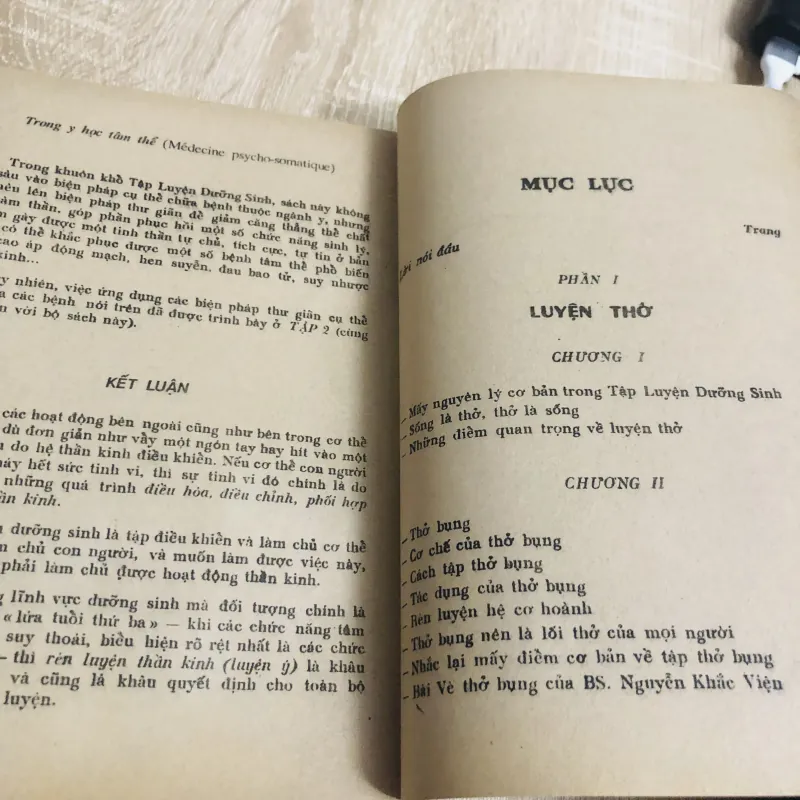 Trong y học tâm thể (Médecine psycho-somatique)
Trong khuôn khổ Tập Luyện Dưỡng Sinh, sách này không
sâu vào biện pháp cụ thể chữa bệnh thuộc ngành y, nhưng
nêu lên biện pháp thư giãn để giảm căng thẳng thể chất
tâm thần, góp phần phục hồi một số chức năng sinh lý,
gây được một tinh thần tự chủ, tích cực, tự tin ở bản
có thể khắc phục được một số bệnh tâm thể phổ biến
cao áp động mạch, hen suyễn, đau bao tử, suy nhược
kinh...
y nhiên, việc ứng dụng các biện pháp thư giãn cụ thể
a các bệnh nói trên đã được trình bày ở TẬP 2 (cùng
n với bộ sách này).
KẾT LUẬN
các hoạt động bên ngoài cũng như bên trong cơ thể
dù đơn giản như vầy một ngón tay hay hít vào một
do hệ thần kinh điều khiển. Nếu cơ thể con người
máy hết sức tinh vi, thì sự tinh vi đó chính là do
những quá trình điều hòa, điều chỉnh, phối hợp
ần kinh.
dưỡng sinh là tập điều khiển và làm chủ cơ thể
m chủ con người, và muốn làm được việc này,
phải làm chủ được hoạt động thần kinh.
g lĩnh vực dưỡng sinh mà đối tượng chính là
« lứa tuổi thứ ba » — khi các chức năng tâm
suy thoái, biểu hiện rõ rệt nhất là các chức
— thì rèn luyện thần kinh (luyện ý) là khâu
và cũng là khâu quyết định cho toàn bộ
luyện.
MỤC LỤC
Trang
Lời nói đầu
PHẦN I
LUYỆN THỞ
CHƯƠNG I
– Mấy nguyên lý cơ bản trong Tập Luyện Dưỡng Sinh
– Sống là thở, thở là sống
– Những điểm quan trọng về luyện thở
CHƯƠNG II
– Thở bụng
– Cơ chế của thở bụng
– Cách tập thở bụng
– Tác dụng của thở bụng
– Rèn luyện hệ cơ hoành
– Thở bụng nên là lối thở của mọi người
– Nhắc lại mấy điểm cơ bản về tập thở bụng
– Bài Vè thở bụng của BS. Nguyễn Khắc Viện